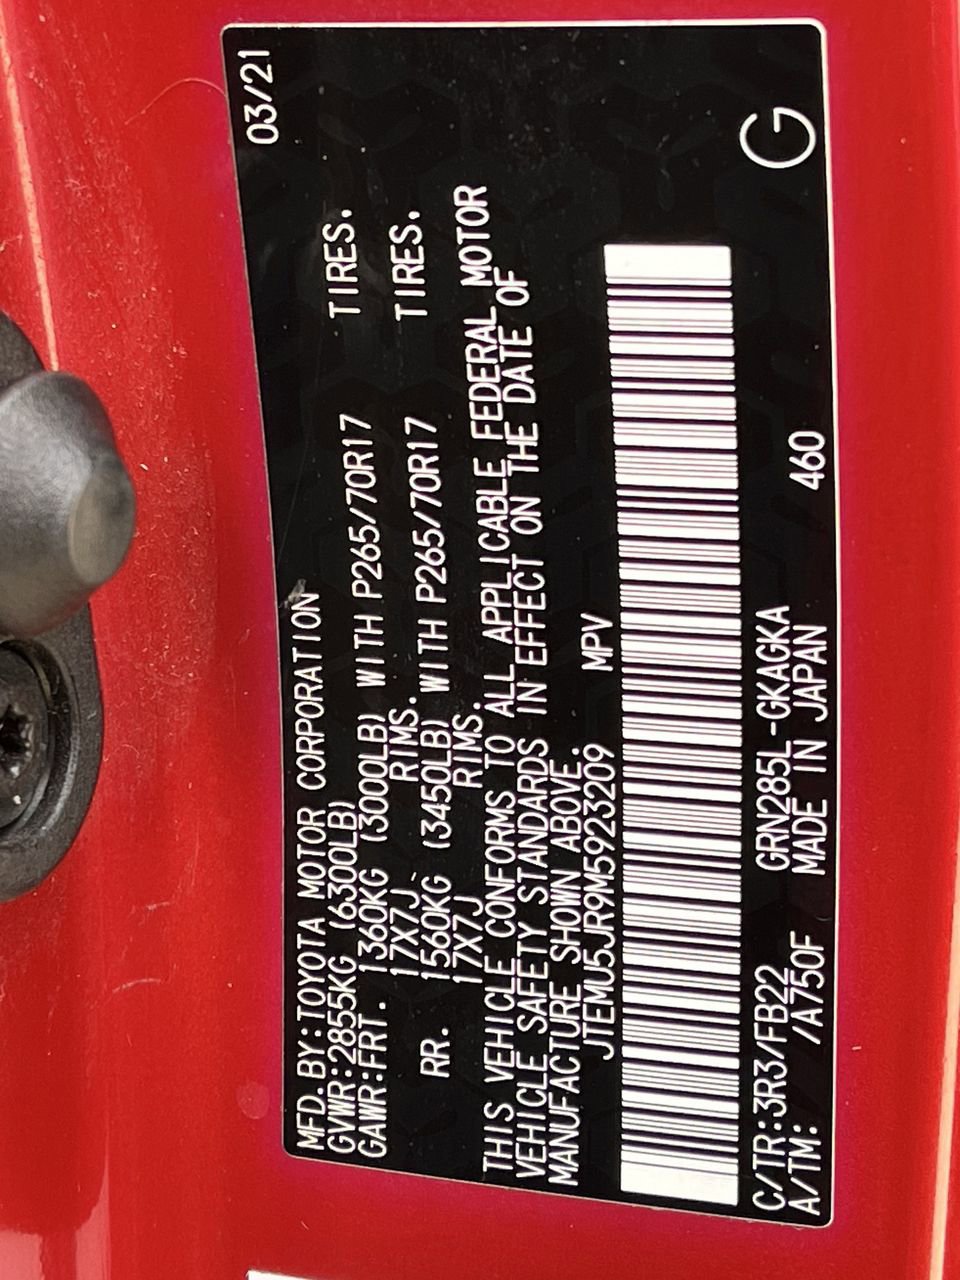 03/21
MFD.BY:TOYOTA MOTOR CORPORATION
GVWR:2855KG (6300LB)
GAWR:FRT. 1360KG (3000LB) WITH P265/70R17 TIRES.
17X7J RIMS.
RR. 1560KG (3450LB) WITH P265/70R17 TIRES.
17X7J RIMS.
THIS VEHICLE CONFORMS TO ALL APPLICABLE FEDERAL MOTOR
VEHICLE SAFETY STANDARDS IN EFFECT ON THE DATE OF
MANUFACTURE SHOWN ABOVE.
JTEMU5JR9M5923209 MPV
C/TR:3R3/FB22 GRN285L-GKAGKA
A/TM: /A750F MADE IN JAPAN 460 G